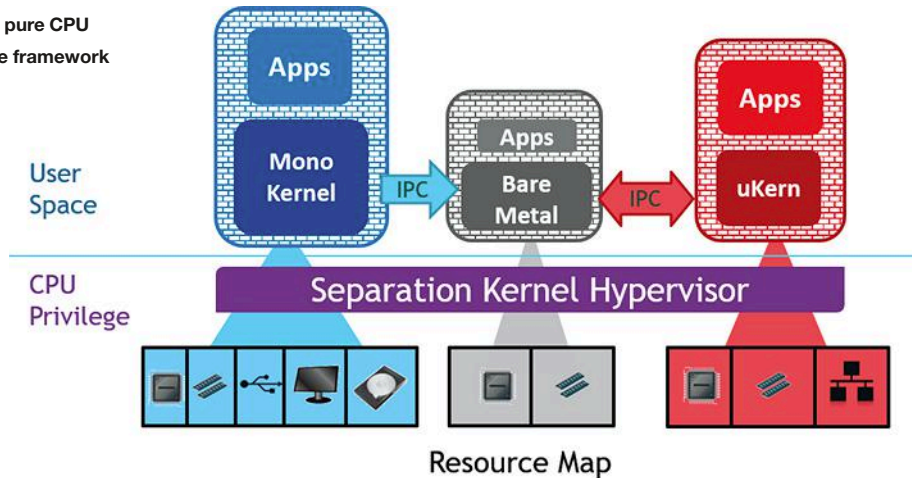 pure CPU
e framework
Apps
Mono
Kernel
IPC
Apps
Bare
Metal
IPC
Apps
uKern
User
Space
CPU
Privilege
Separation Kernel Hypervisor
Resource Map